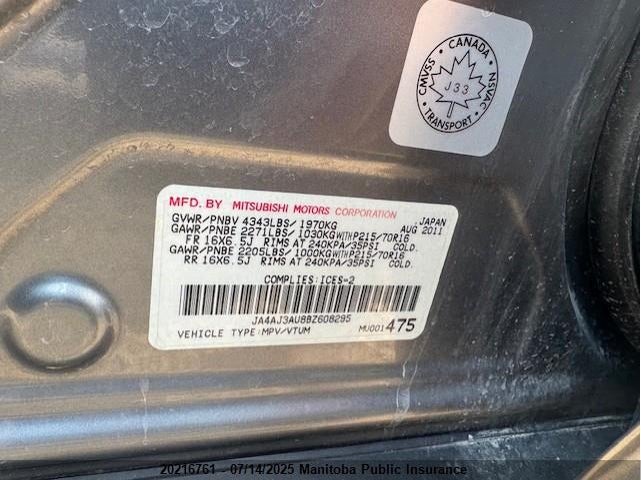 CANADA
CMVSS
NSVAC
J33
TRANSPORT
MFD. BY MITSUBISHI MOTORS CORPORATION JAPAN
GVWR/PNBV 4343LBS/1970KG AUG 2011
GAWR/PNBE 2271LBS/1030KG WITH P215/70R16
FR 16X6.5J RIMS AT 240KPA/35PSI COLD.
GAWR/PNBE 2205LBS/1000KG WITH P215/70R16
RR 16X6.5J RIMS AT 240KPA/35PSI COLD.
COMPLIES:ICES-2
JA4AJ3AU8BZ608295
VEHICLE TYPE:MPV/VTUM MU001475
20216761 - 07/14/2025 Manitoba Public Insurance